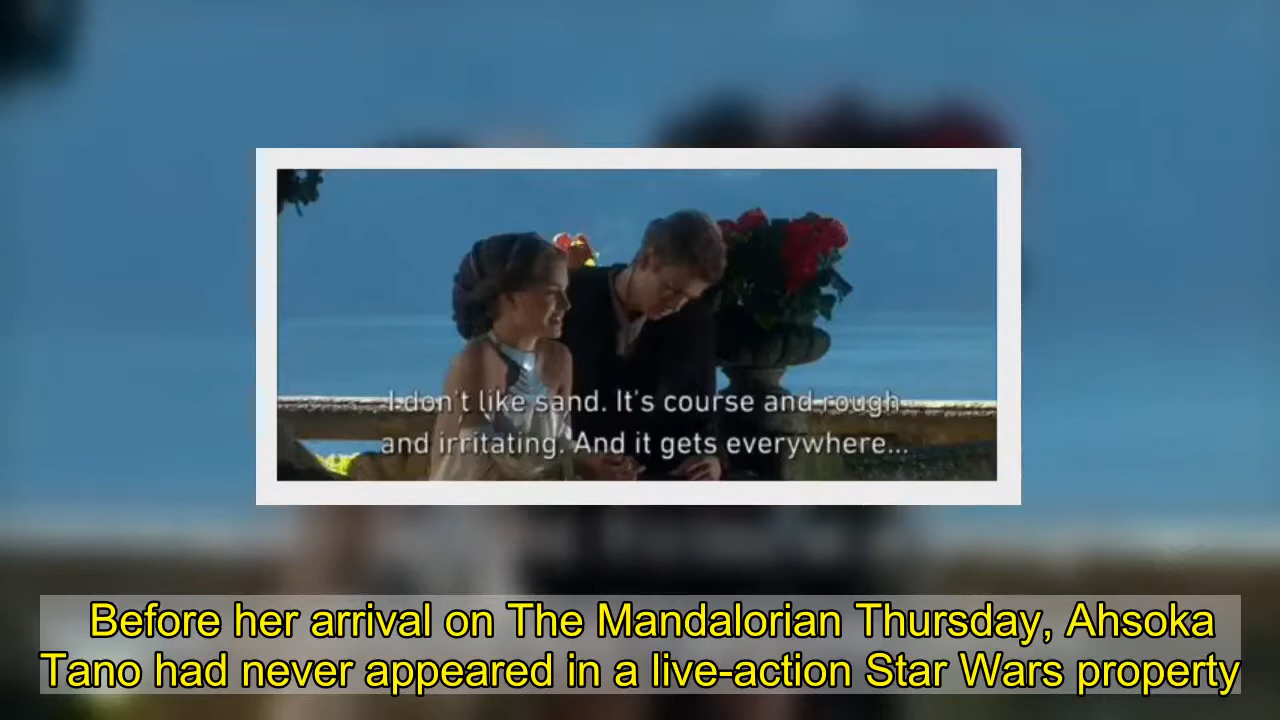 I don't like sand. It's course and rough
and irritating. And it gets everywhere...
Before her arrival on The Mandalorian Thursday, Ahsoka
Tano had never appeared in a live-action Star Wars property